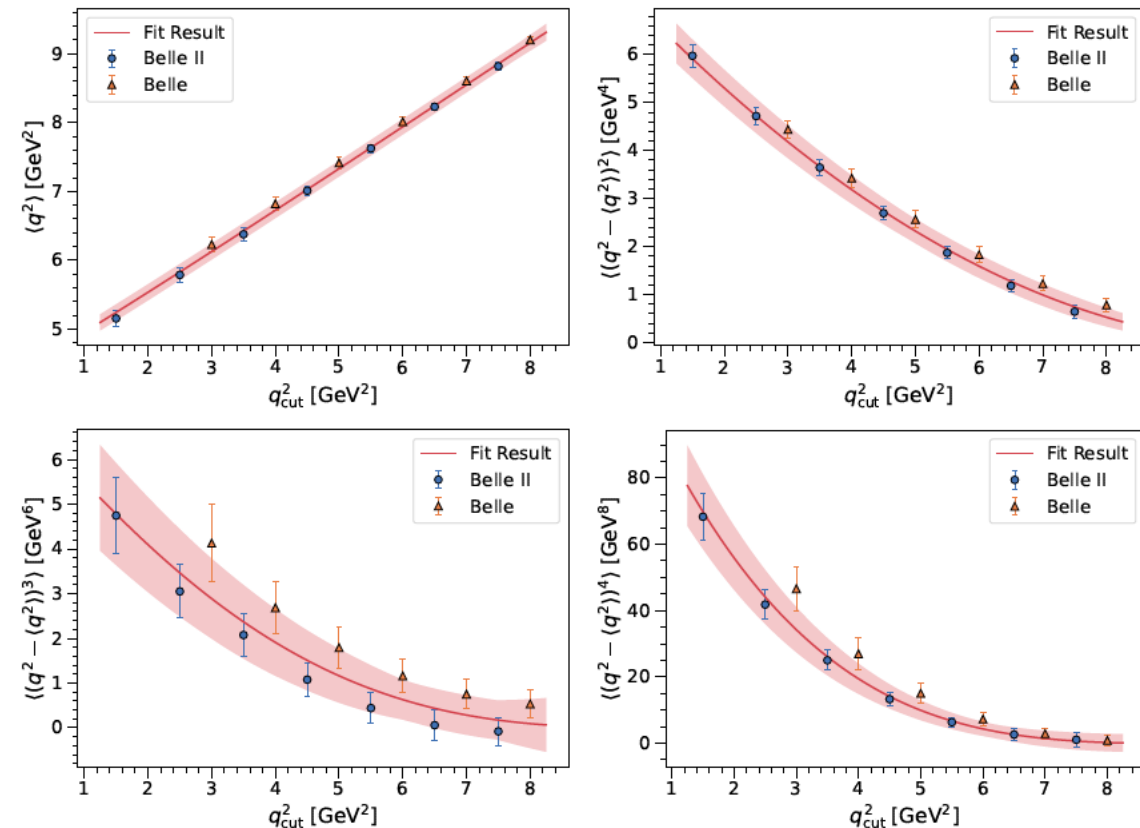 ⟨q²⟩ [GeV²]
9
8
7
6
5
Fit Result
Belle II
Belle
1 2 3 4 5 6 7 8
q²cut [GeV²]
⟨(q² − ⟨q²⟩)²⟩ [GeV⁴]
6
5
4
3
2
1
0
Fit Result
Belle II
Belle
1 2 3 4 5 6 7 8
q²cut [GeV²]
⟨(q² − ⟨q²⟩)³⟩ [GeV⁶]
6
5
4
3
2
1
0
Fit Result
Belle II
Belle
1 2 3 4 5 6 7 8
q²cut [GeV²]
⟨(q² − ⟨q²⟩)⁴⟩ [GeV⁸]
80
60
40
20
0
Fit Result
Belle II
Belle
1 2 3 4 5 6 7 8
q²cut [GeV²]